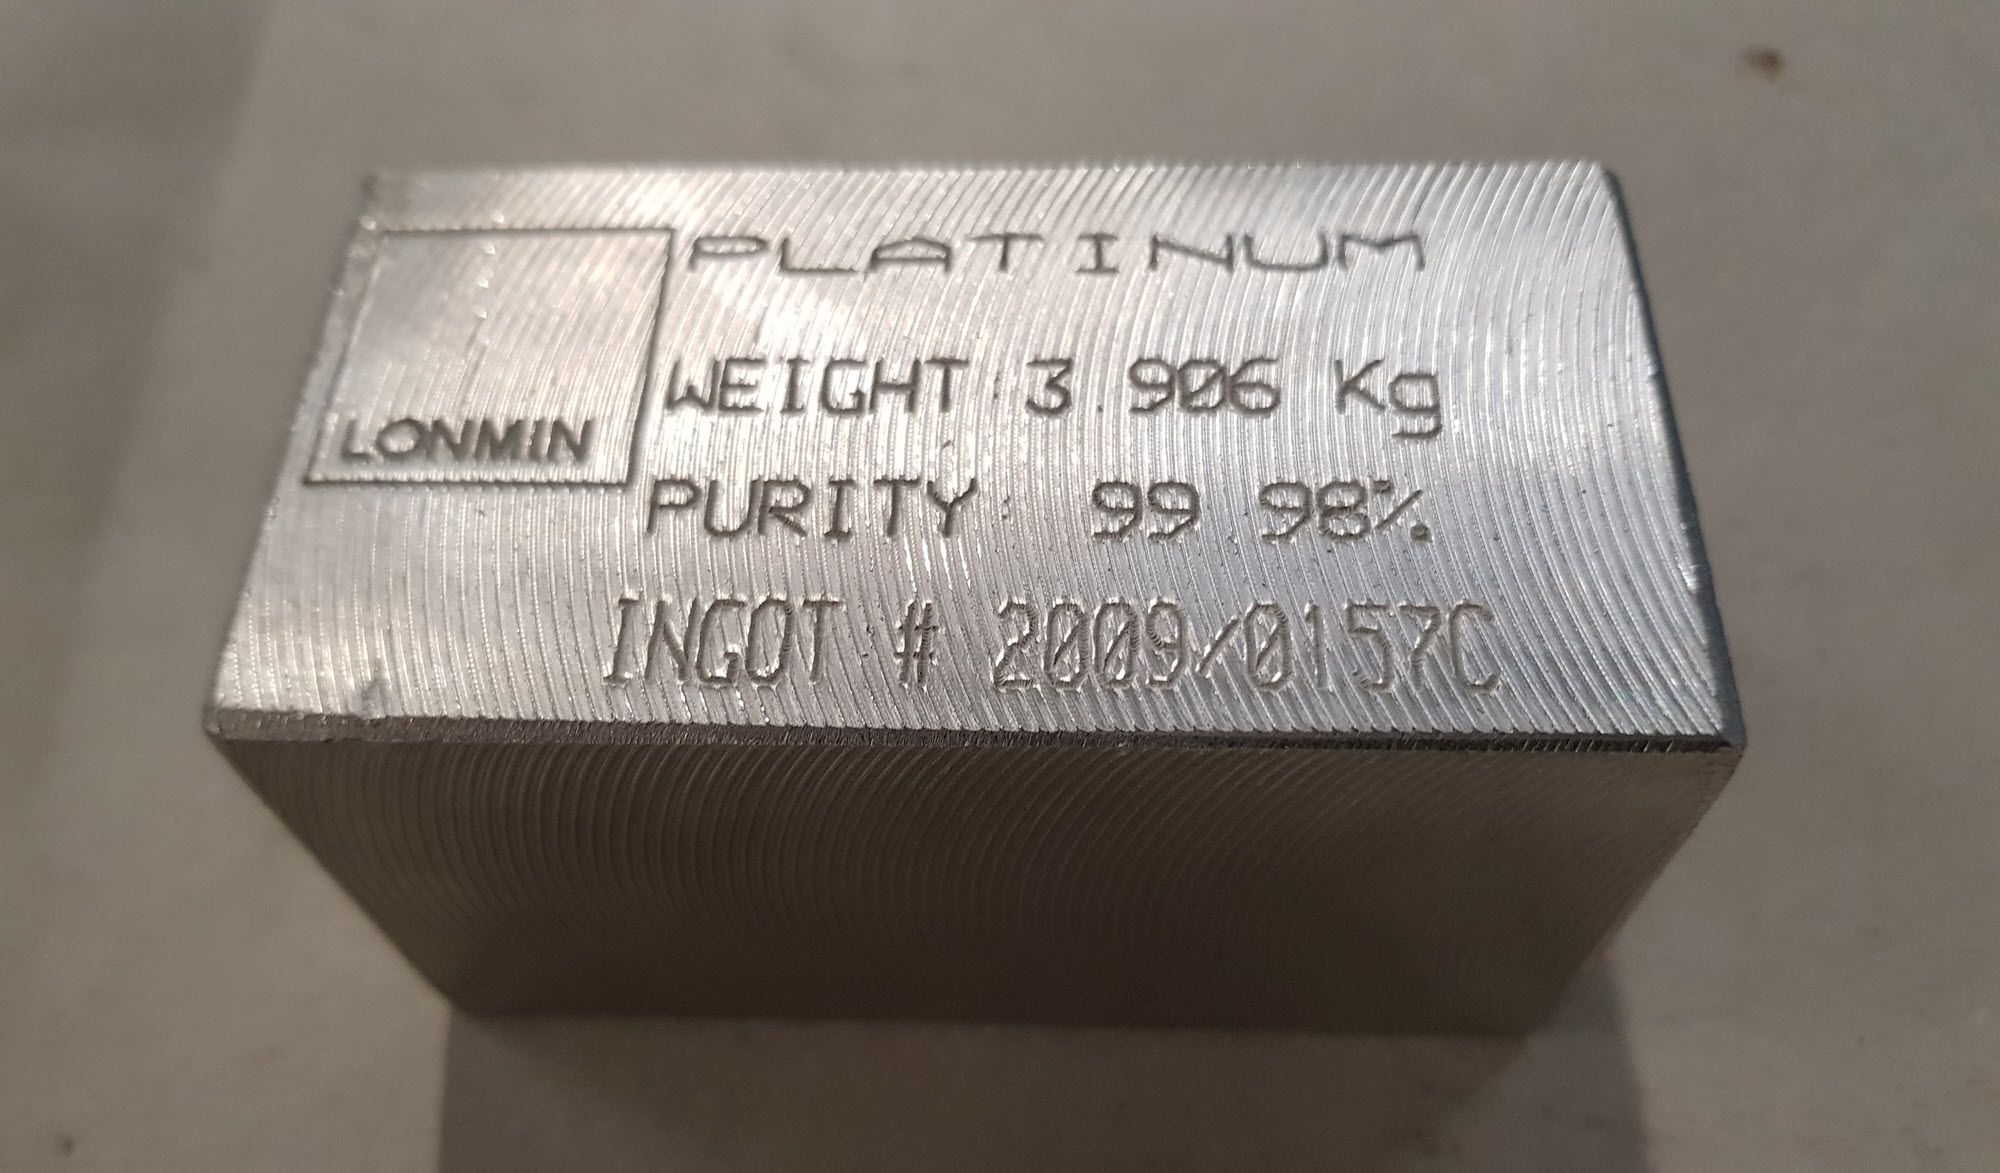 PLATINUM
LONMIN
WEIGHT 3 906 Kg
PURITY 99 98%
INGOT # 2009/0157C